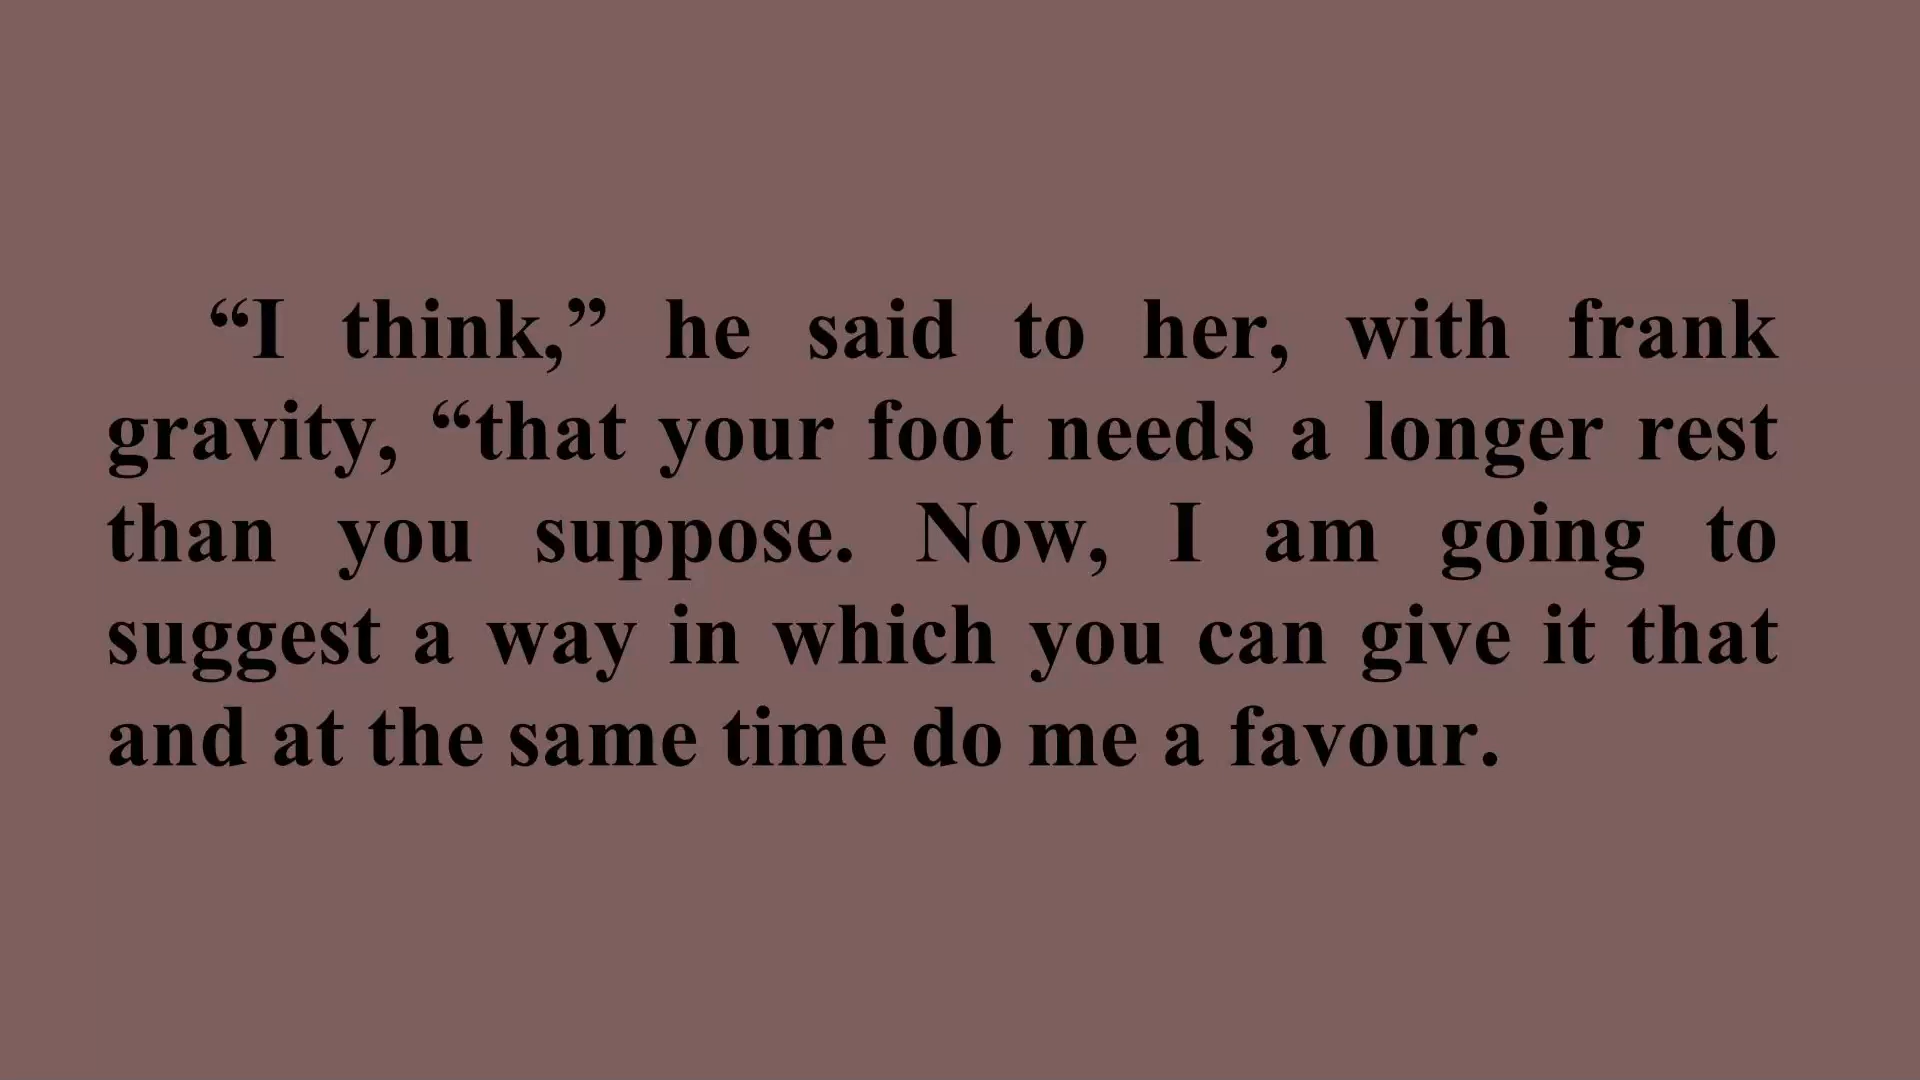 “I think,” he said to her, with frank
gravity, “that your foot needs a longer rest
than you suppose. Now, I am going to
suggest a way in which you can give it that
and at the same time do me a favour.